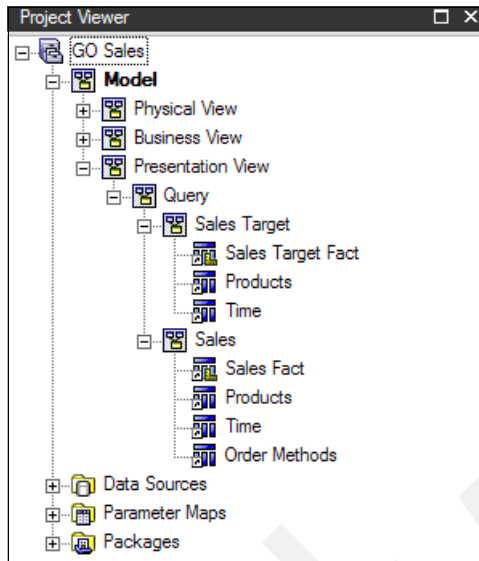 Project Viewer
GO Sales
Model
Physical View
Business View
Presentation View
Query
Sales Target
Sales Target Fact
Products
Time
Sales
Sales Fact
Products
Time
Order Methods
Data Sources
Parameter Maps
Packages